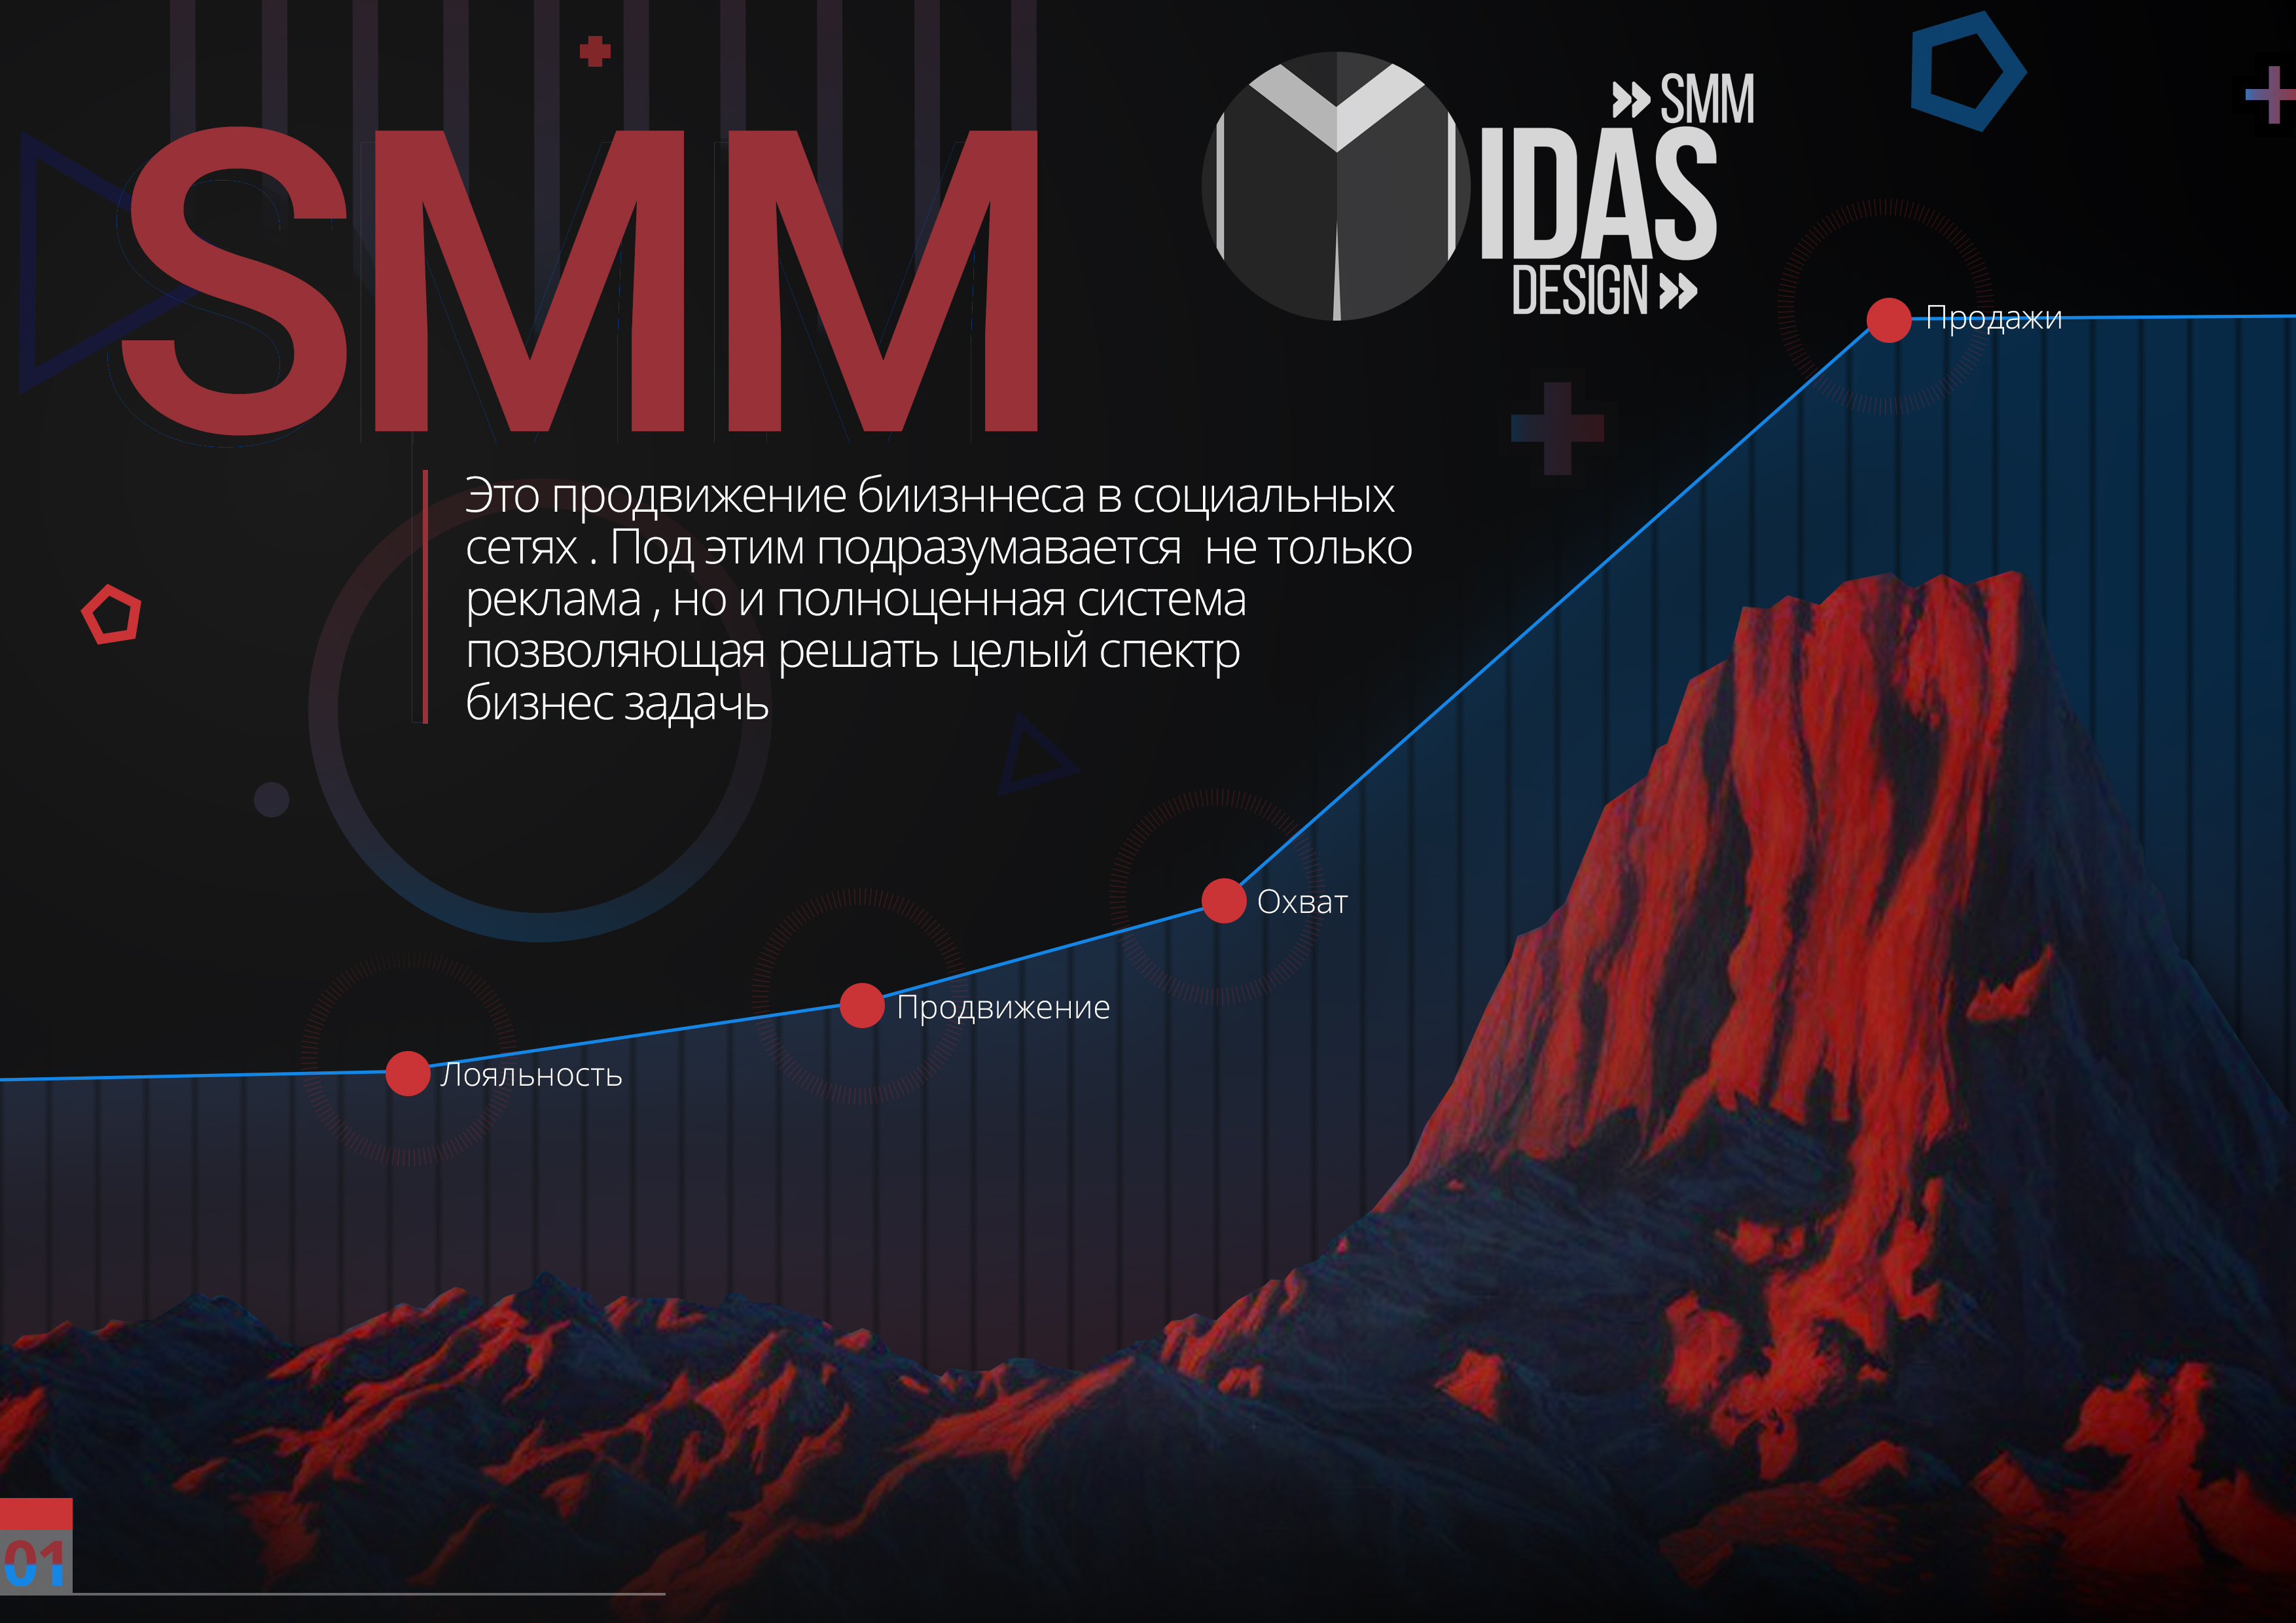 SMM
» SMM
MIDAS
DESIGN »
Это продвижение биизннеса в социальных
сетях . Под этим подразумавается  не только
реклама , но и полноценная система
позволяющая решать целый спектр
бизнес задачь
Продажи
Охват
Продвижение
Лояльность
01